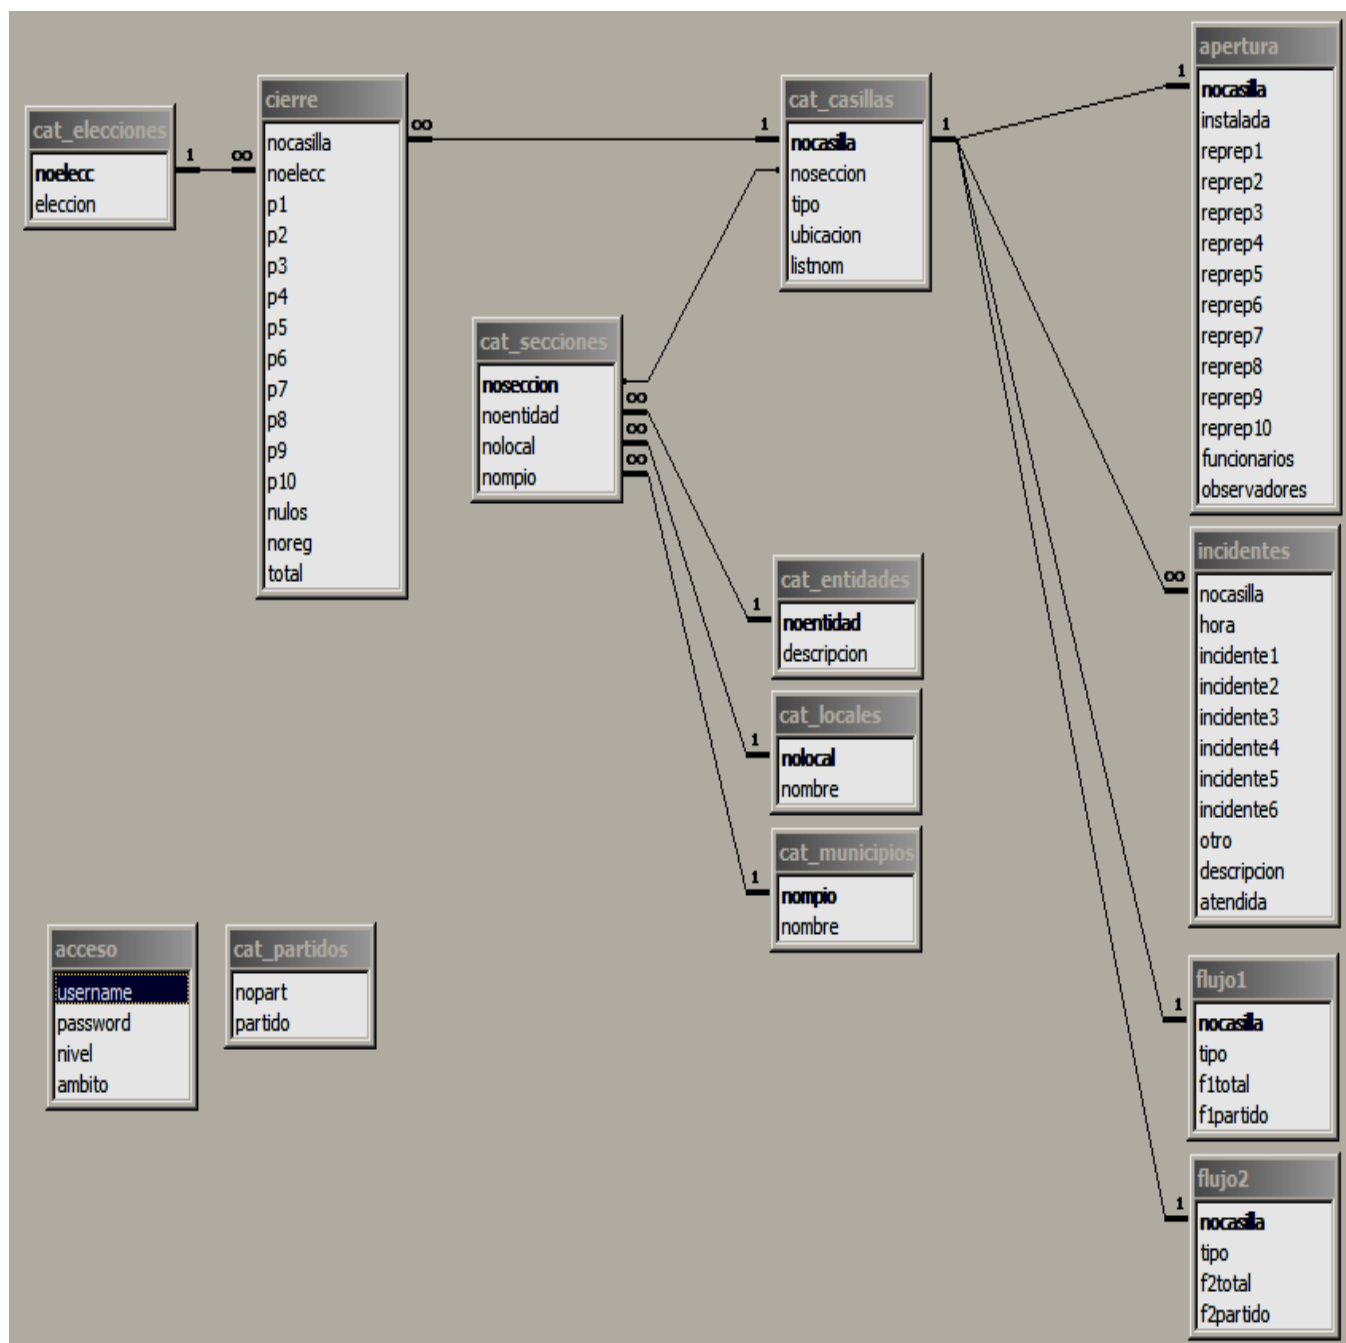 cat_elecciones
noelecc
eleccion
1
∞
cierre
nocasilla
noelecc
p1
p2
p3
p4
p5
p6
p7
p8
p9
p10
nulos
noreg
total
∞
1
cat_casillas
nocasilla
noseccion
tipo
ubicacion
listnom
1
cat_secciones
noseccion
noentidad
nolocal
nompio
∞
∞
∞
1
cat_entidades
noentidad
descripcion
1
cat_locales
nolocal
nombre
1
cat_municipios
nompio
nombre
1
apertura
nocasilla
instalada
reprep1
reprep2
reprep3
reprep4
reprep5
reprep6
reprep7
reprep8
reprep9
reprep10
funcionarios
observadores
∞
incidentes
nocasilla
hora
incidente1
incidente2
incidente3
incidente4
incidente5
incidente6
otro
descripcion
atendida
1
flujo1
nocasilla
tipo
f1total
f1partido
1
flujo2
nocasilla
tipo
f2total
f2partido
acceso
username
password
nivel
ambito
cat_partidos
nopart
partido